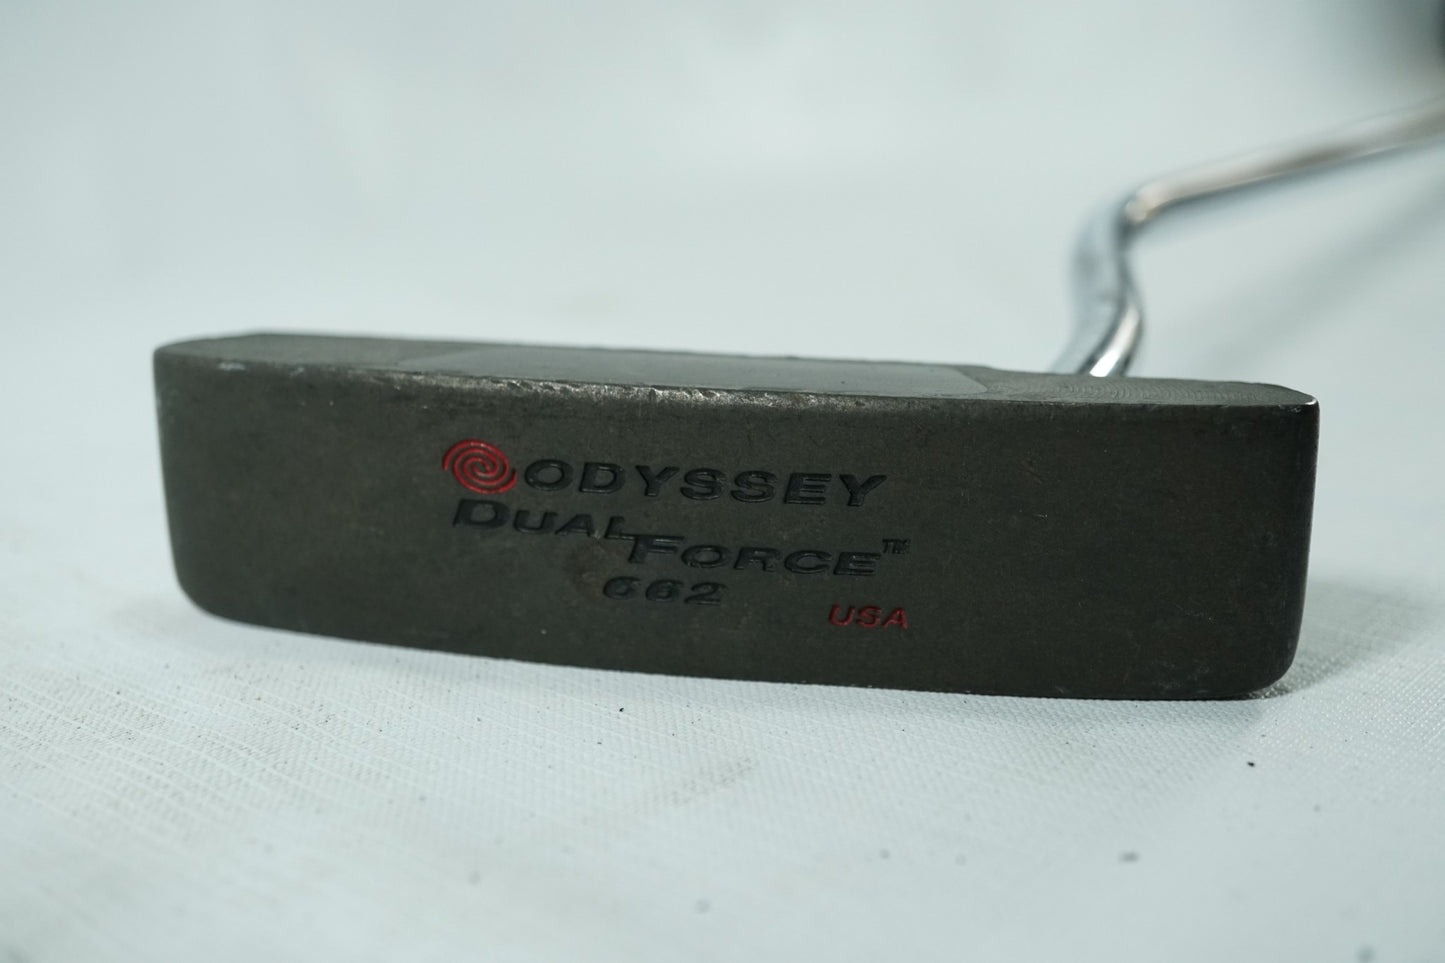 ODYSSEY
DUAL FORCE™
662
USA